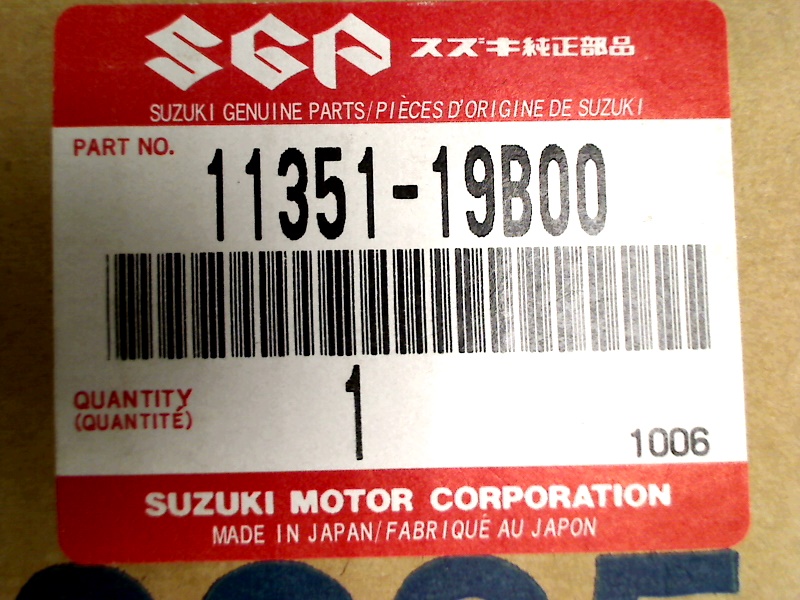 SGP スズキ純正部品
SUZUKI GENUINE PARTS/PIÈCES D'ORIGINE DE SUZUKI
PART NO. 11351-19B00
QUANTITY
(QUANTITÉ)
1
1006
SUZUKI MOTOR CORPORATION
MADE IN JAPAN/FABRIQUÉ AU JAPON